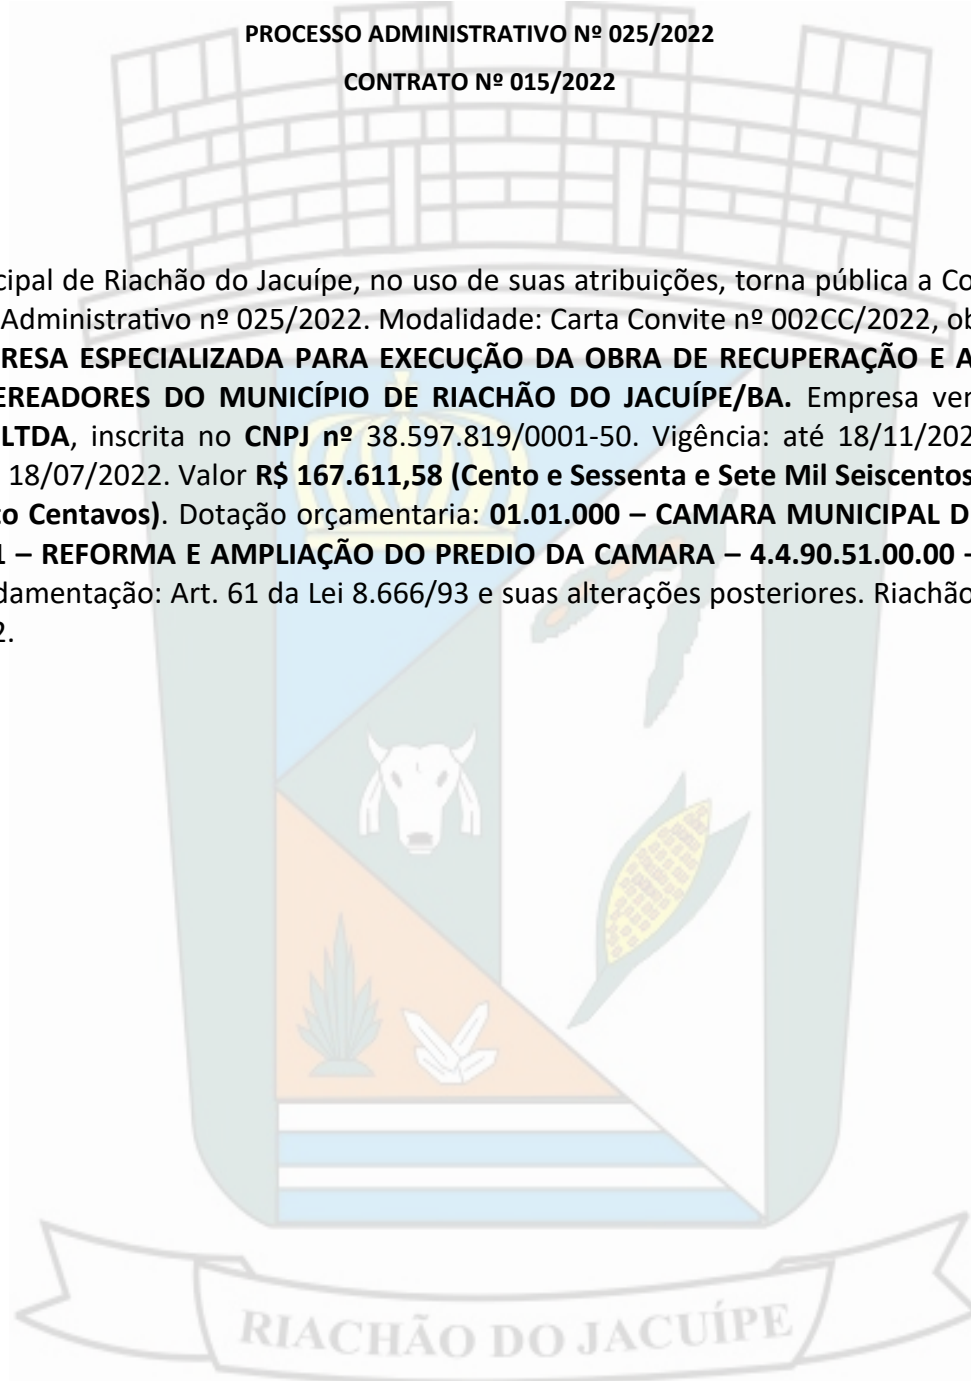 PROCESSO ADMINISTRATIVO Nº 025/2022
CONTRATO Nº 015/2022
cipal de Riachão do Jacuípe, no uso de suas atribuições, torna pública a Co
Administrativo nº 025/2022. Modalidade: Carta Convite nº 002CC/2022, ob
RESA ESPECIALIZADA PARA EXECUÇÃO DA OBRA DE RECUPERAÇÃO E A
EREADORES DO MUNICÍPIO DE RIACHÃO DO JACUÍPE/BA. Empresa ven
LTDA, inscrita no CNPJ nº 38.597.819/0001-50. Vigência: até 18/11/202
18/07/2022. Valor R$ 167.611,58 (Cento e Sessenta e Sete Mil Seiscentos
to Centavos). Dotação orçamentaria: 01.01.000 – CAMARA MUNICIPAL D
1 – REFORMA E AMPLIAÇÃO DO PREDIO DA CAMARA – 4.4.90.51.00.00 –
damentação: Art. 61 da Lei 8.666/93 e suas alterações posteriores. Riachão
2.
RIACHÃO DO JACUÍPE